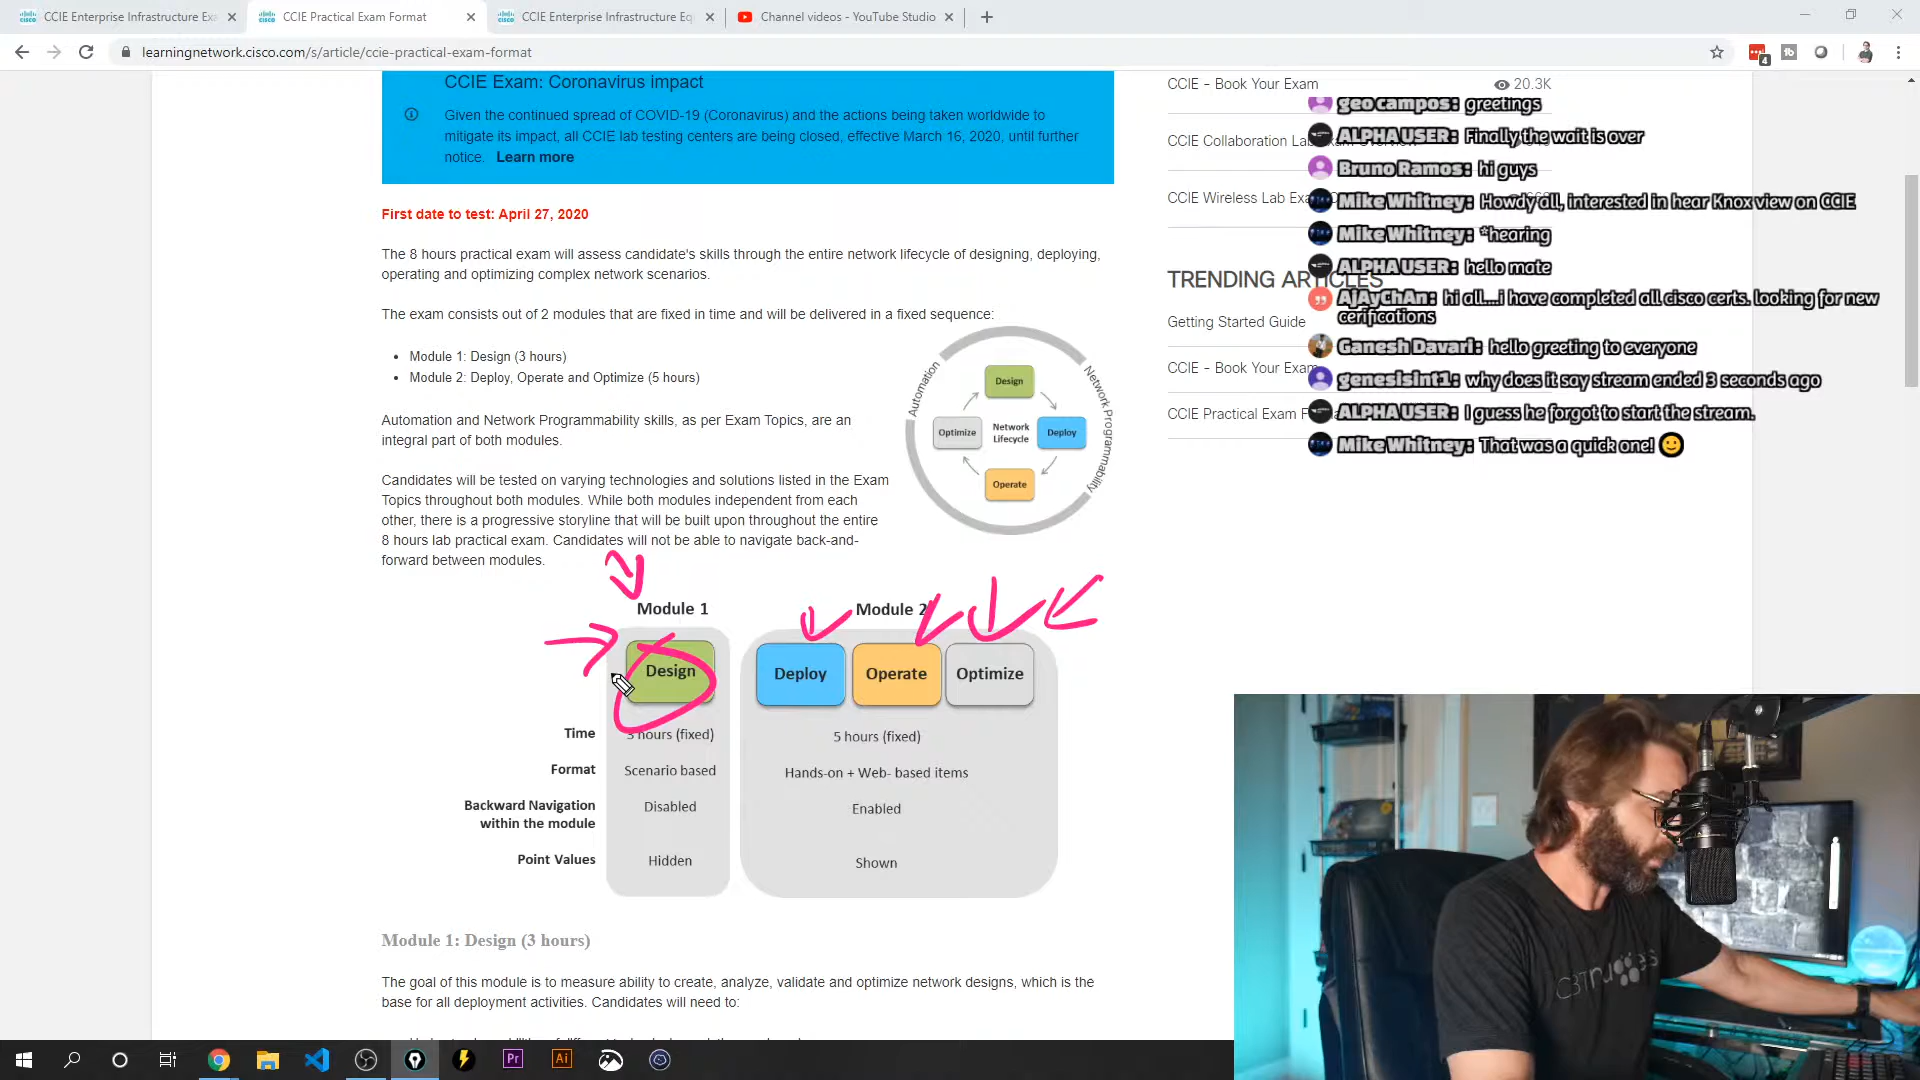 CCIE Enterprise Infrastructure Exa
CCIE Practical Exam Format
CCIE Enterprise Infrastructure Eq
Channel videos - YouTube Studio
learningnetwork.cisco.com/s/article/ccie-practical-exam-format
4
tb
CCIE Exam: Coronavirus impact
Given the continued spread of COVID-19 (Coronavirus) and the actions being taken worldwide to
mitigate its impact, all CCIE lab testing centers are being closed, effective March 16, 2020, until further
notice. Learn more
First date to test: April 27, 2020
The 8 hours practical exam will assess candidate's skills through the entire network lifecycle of designing, deploying,
operating and optimizing complex network scenarios.
The exam consists out of 2 modules that are fixed in time and will be delivered in a fixed sequence:
• Module 1: Design (3 hours)
• Module 2: Deploy, Operate and Optimize (5 hours)
Automation and Network Programmability skills, as per Exam Topics, are an
integral part of both modules.
Candidates will be tested on varying technologies and solutions listed in the Exam
Topics throughout both modules. While both modules independent from each
other, there is a progressive storyline that will be built upon throughout the entire
8 hours lab practical exam. Candidates will not be able to navigate back-and-
forward between modules.
Automation
Network Programmability
Design
Optimize
Network
Lifecycle
Deploy
Operate
Module 1
Module 2
Design
Deploy
Operate
Optimize
Time
3 hours (fixed)
5 hours (fixed)
Format
Scenario based
Hands-on + Web- based items
Backward Navigation
within the module
Disabled
Enabled
Point Values
Hidden
Shown
Module 1: Design (3 hours)
The goal of this module is to measure ability to create, analyze, validate and optimize network designs, which is the
base for all deployment activities. Candidates will need to:
CCIE - Book Your Exam
20.3K
CCIE Collaboration Lab
CCIE Wireless Lab Exa
TRENDING ARTICLES
Getting Started Guide
CCIE - Book Your Exam
CCIE Practical Exam F
geo campos: greetings
ALPHA USER: Finally the wait is over
Bruno Ramos: hi guys
Mike Whitney: Howdy all, interested in hear Knox view on CCIE
Mike Whitney: *hearing
ALPHA USER: hello mate
AjAyChAn: hi all....i have completed all cisco certs. looking for new
cerifications
Ganesh Davari: hello greeting to everyone
genesisint1: why does it say stream ended 3 seconds ago
ALPHA USER: I guess he forgot to start the stream.
Mike Whitney: That was a quick one! 🙂
Pr
Ai